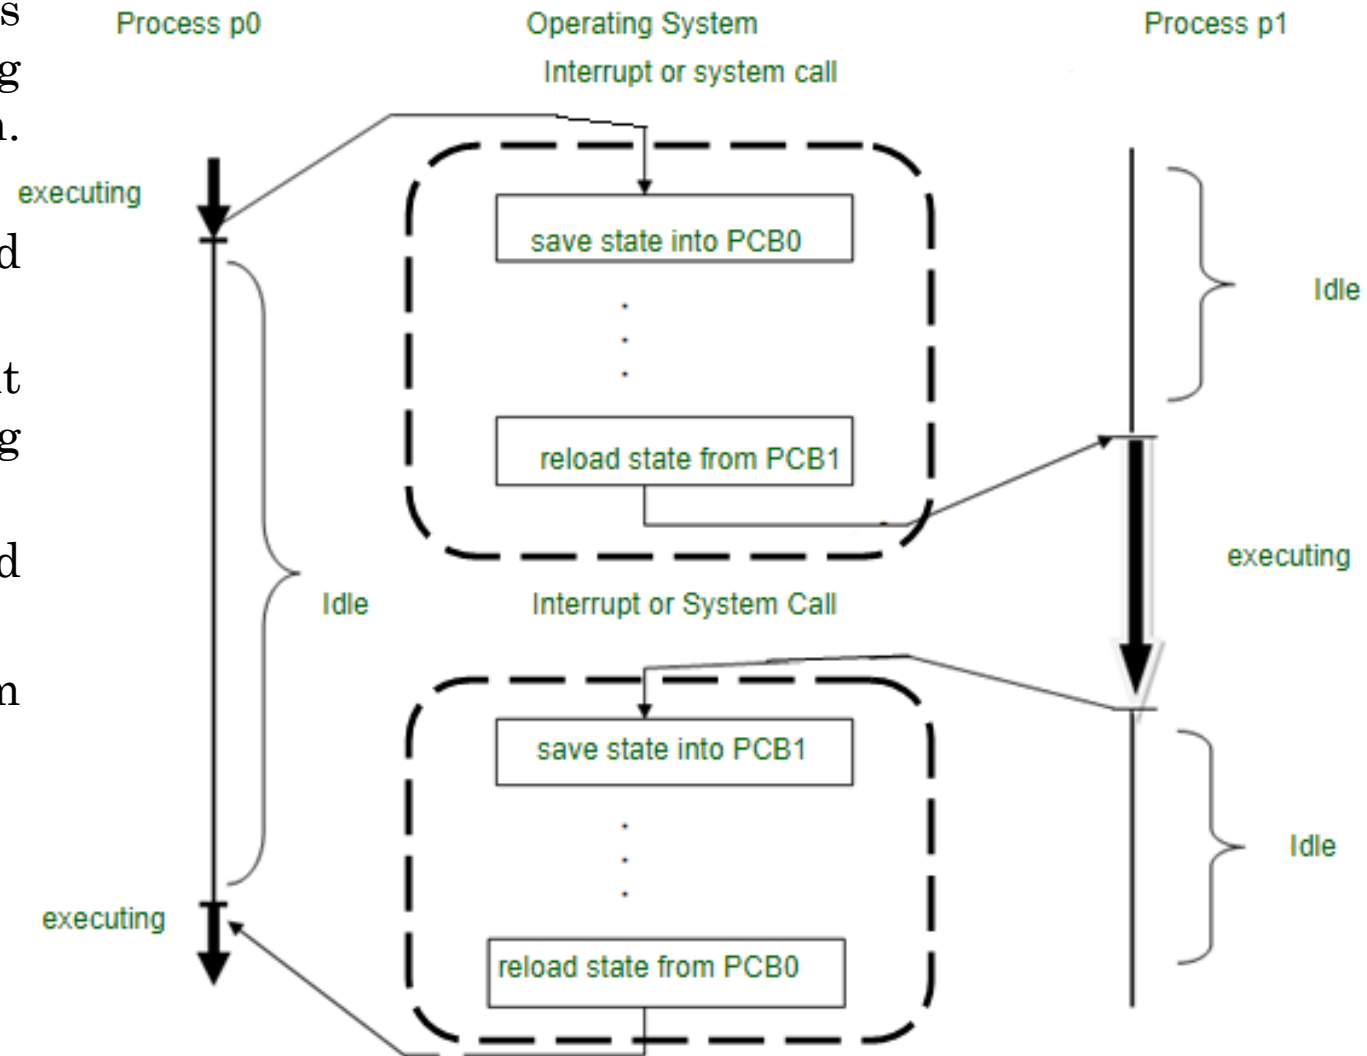 s
Process p0
Operating System
Process p1
g
Interrupt or system call
n.
executing
save state into PCB0
d
Idle
it
g
reload state from PCB1
d
executing
Idle
Interrupt or System Call
m
save state into PCB1
Idle
executing
reload state from PCB0